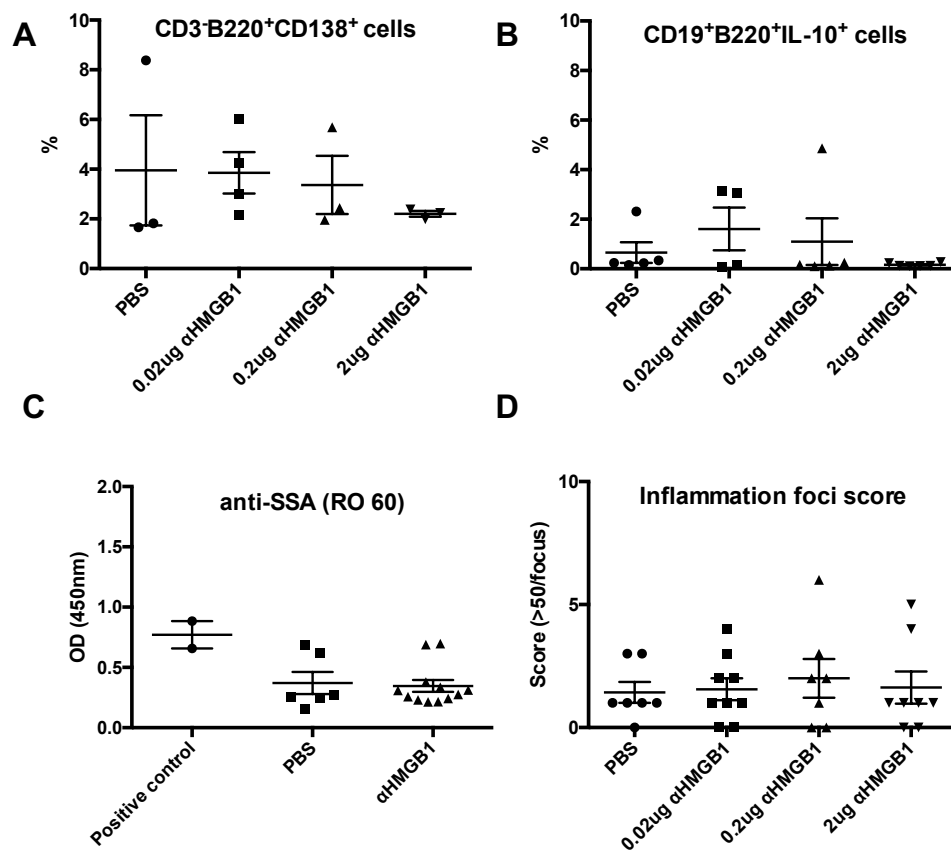 A
CD3⁻B220⁺CD138⁺ cells
10
8
6
4
2
0
%
PBS
0.02ug αHMGB1
0.2ug αHMGB1
2ug αHMGB1
B
CD19⁺B220⁺IL-10⁺ cells
10
8
6
4
2
0
%
PBS
0.02ug αHMGB1
0.2ug αHMGB1
2ug αHMGB1
C
anti-SSA (RO 60)
2.0
1.5
1.0
0.5
0.0
OD (450nm)
Positive control
PBS
αHMGB1
D
Inflammation foci score
10
5
0
Score (>50/focus)
PBS
0.02ug αHMGB1
0.2ug αHMGB1
2ug αHMGB1